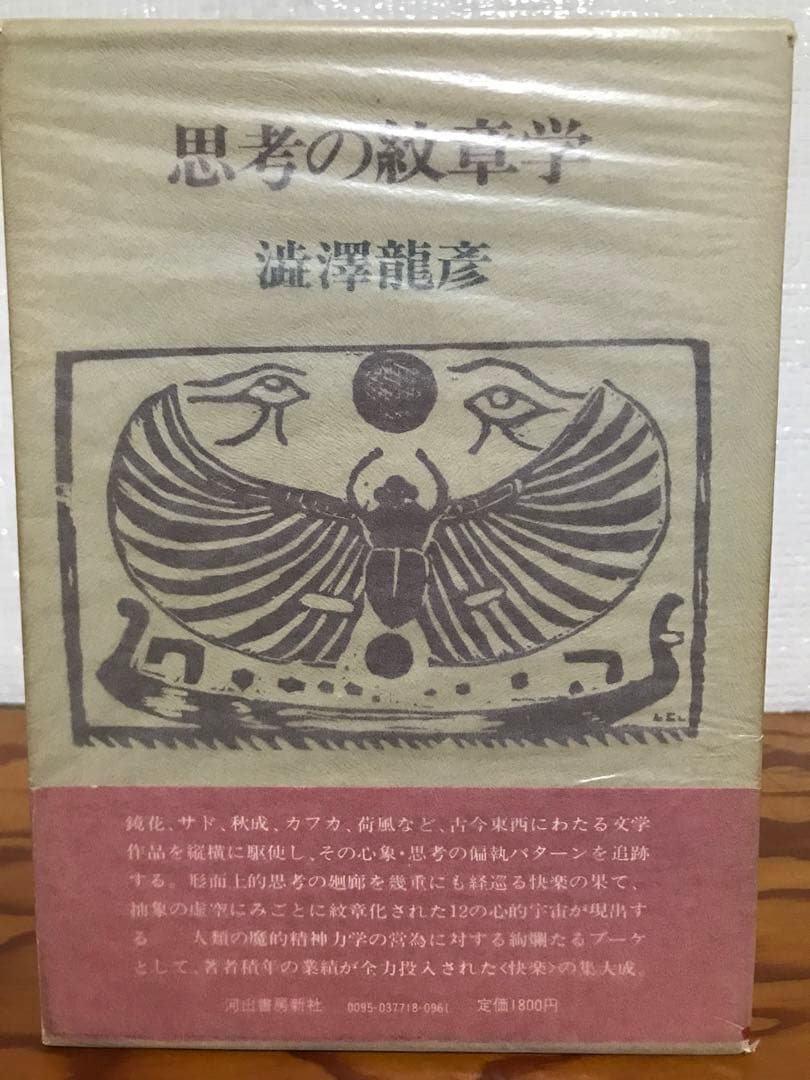 思考の紋章学
澁澤龍彦
鏡花、サド、秋成、カフカ、荷風など、古今東西にわたる文学
作品を縦横に駆使し、その心象・思考の偏執パターンを追跡
する。形而上的思考の廻廊を幾重にも経巡る快楽の果て、
抽象の虚空にみごとに紋章化された12の心的宇宙が現出す
る 人類の魔的精神力学の営為に対する絢爛たるブーケ
として、著者積年の業績が全力投入された〈快楽〉の集大成。
河出書房新社 0095-037718-0961 定価1800円